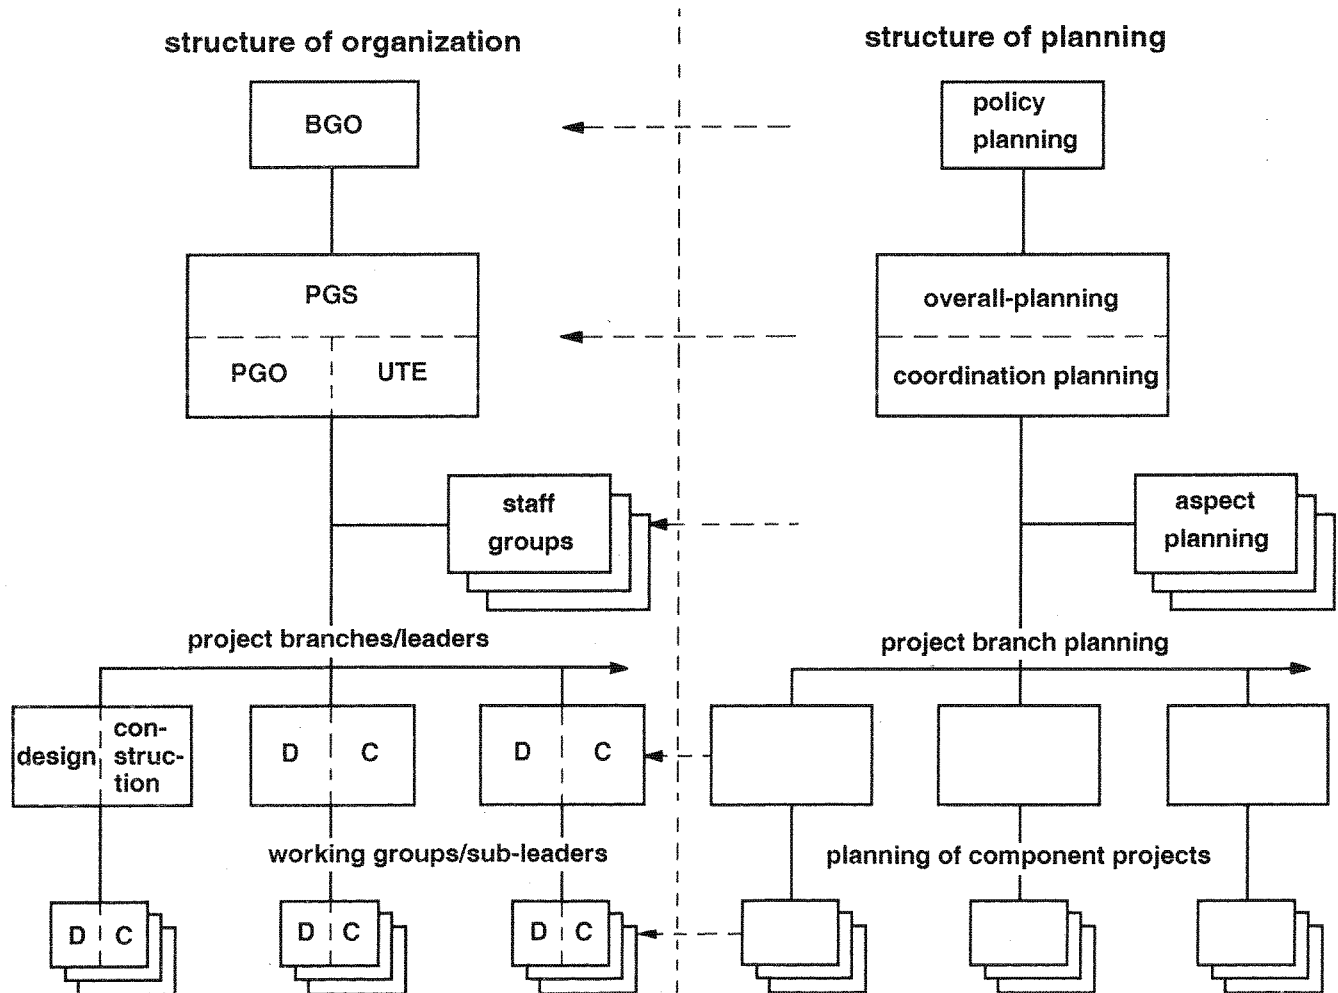 structure of organization
structure of planning
BGO
policy
planning
PGS
PGO
UTE
overall-planning
coordination planning
staff
groups
aspect
planning
project branches/leaders
project branch planning
design
con-
struc-
tion
D
C
D
C
working groups/sub-leaders
planning of component projects
D
C
D
C
D
C